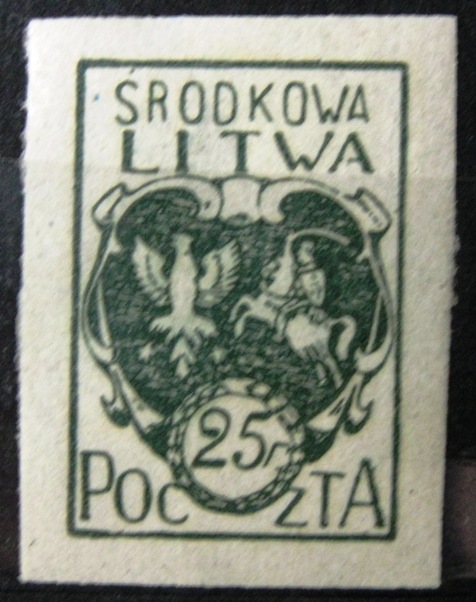 ŚRODKOWA
LITWA
25 f.
POCZTA